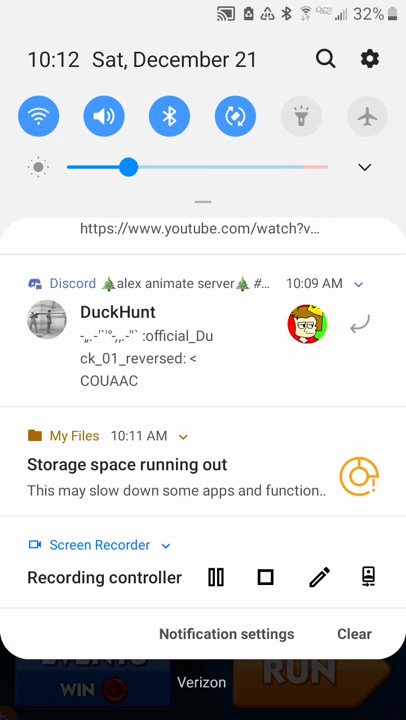 32%
10:12 Sat, December 21
https://www.youtube.com/watch?v...
Discord 🎄alex animate server🎄 #... 10:09 AM
DuckHunt
-„.-'`'°-,,.-"` :official_Du
ck_01_reversed: <
COUAAC
My Files 10:11 AM
Storage space running out
This may slow down some apps and function..
Screen Recorder
Recording controller
Notification settings Clear
EVENTS
WIN
RUN
Verizon